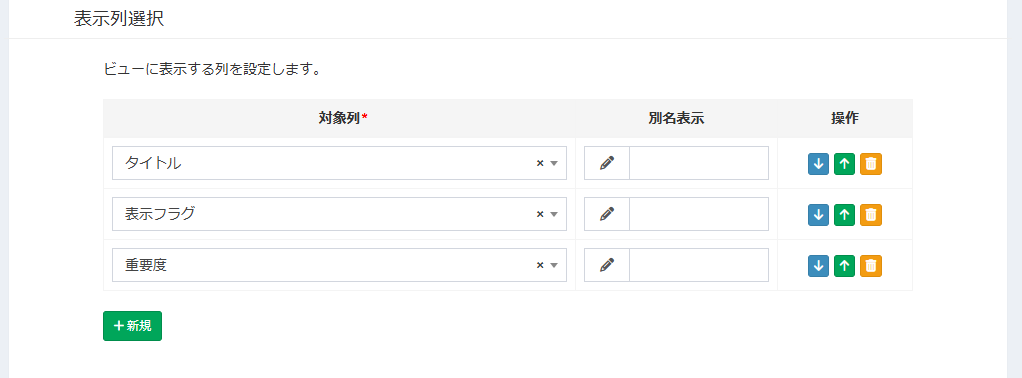 表示列選択
ビューに表示する列を設定します。
対象列* 別名表示 操作
タイトル × 
表示フラグ ×
重要度 ×
+新規